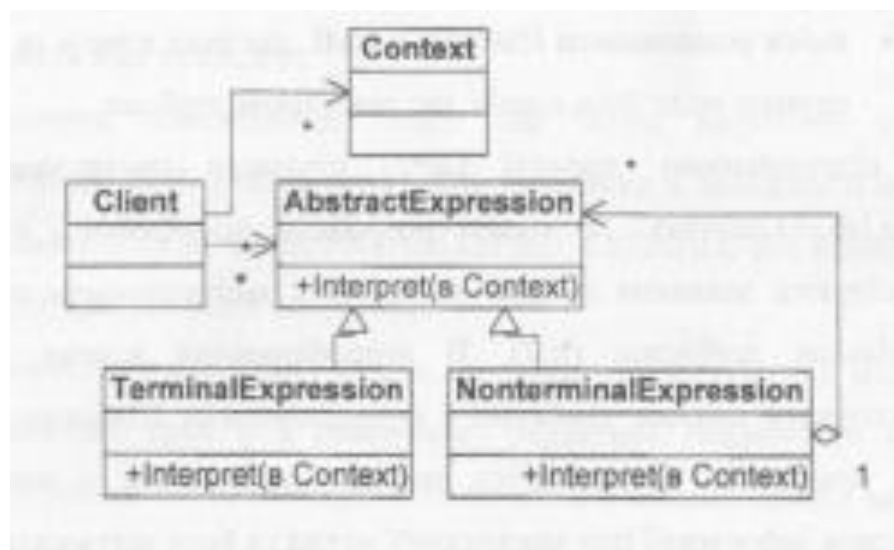 Context
*
*
Client
AbstractExpression
*
*
+Interpret(в Context)
TerminalExpression
NonterminalExpression
+Interpret(в Context)
+Interpret(в Context)
1